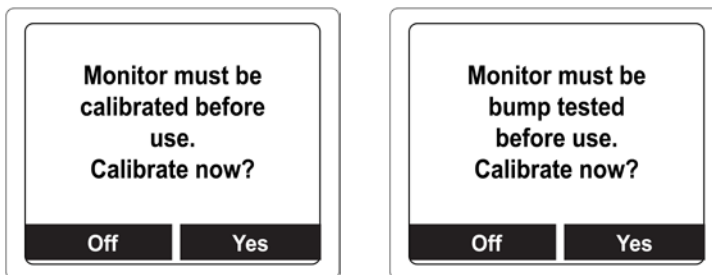 Monitor must be
calibrated before
use.
Calibrate now?
Off Yes
Monitor must be
bump tested
before use.
Calibrate now?
Off Yes